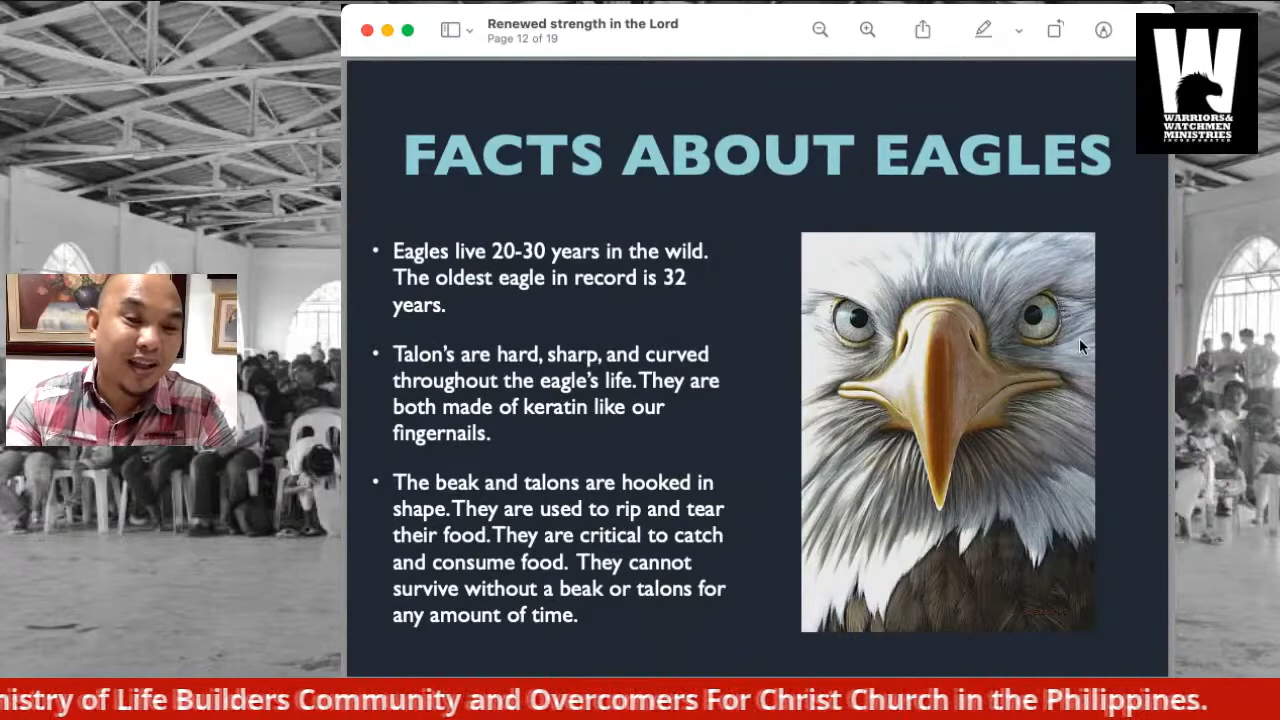 Renewed strength in the Lord
Page 12 of 19
W
WARRIORS&
WATCHMEN
MINISTRIES
INCORPORATED
FACTS ABOUT EAGLES
• Eagles live 20-30 years in the wild.
The oldest eagle in record is 32
years.
• Talon's are hard, sharp, and curved
throughout the eagle's life. They are
both made of keratin like our
fingernails.
• The beak and talons are hooked in
shape. They are used to rip and tear
their food. They are critical to catch
and consume food. They cannot
survive without a beak or talons for
any amount of time.
nistry of Life Builders Community and Overcomers For Christ Church in the Philippines.